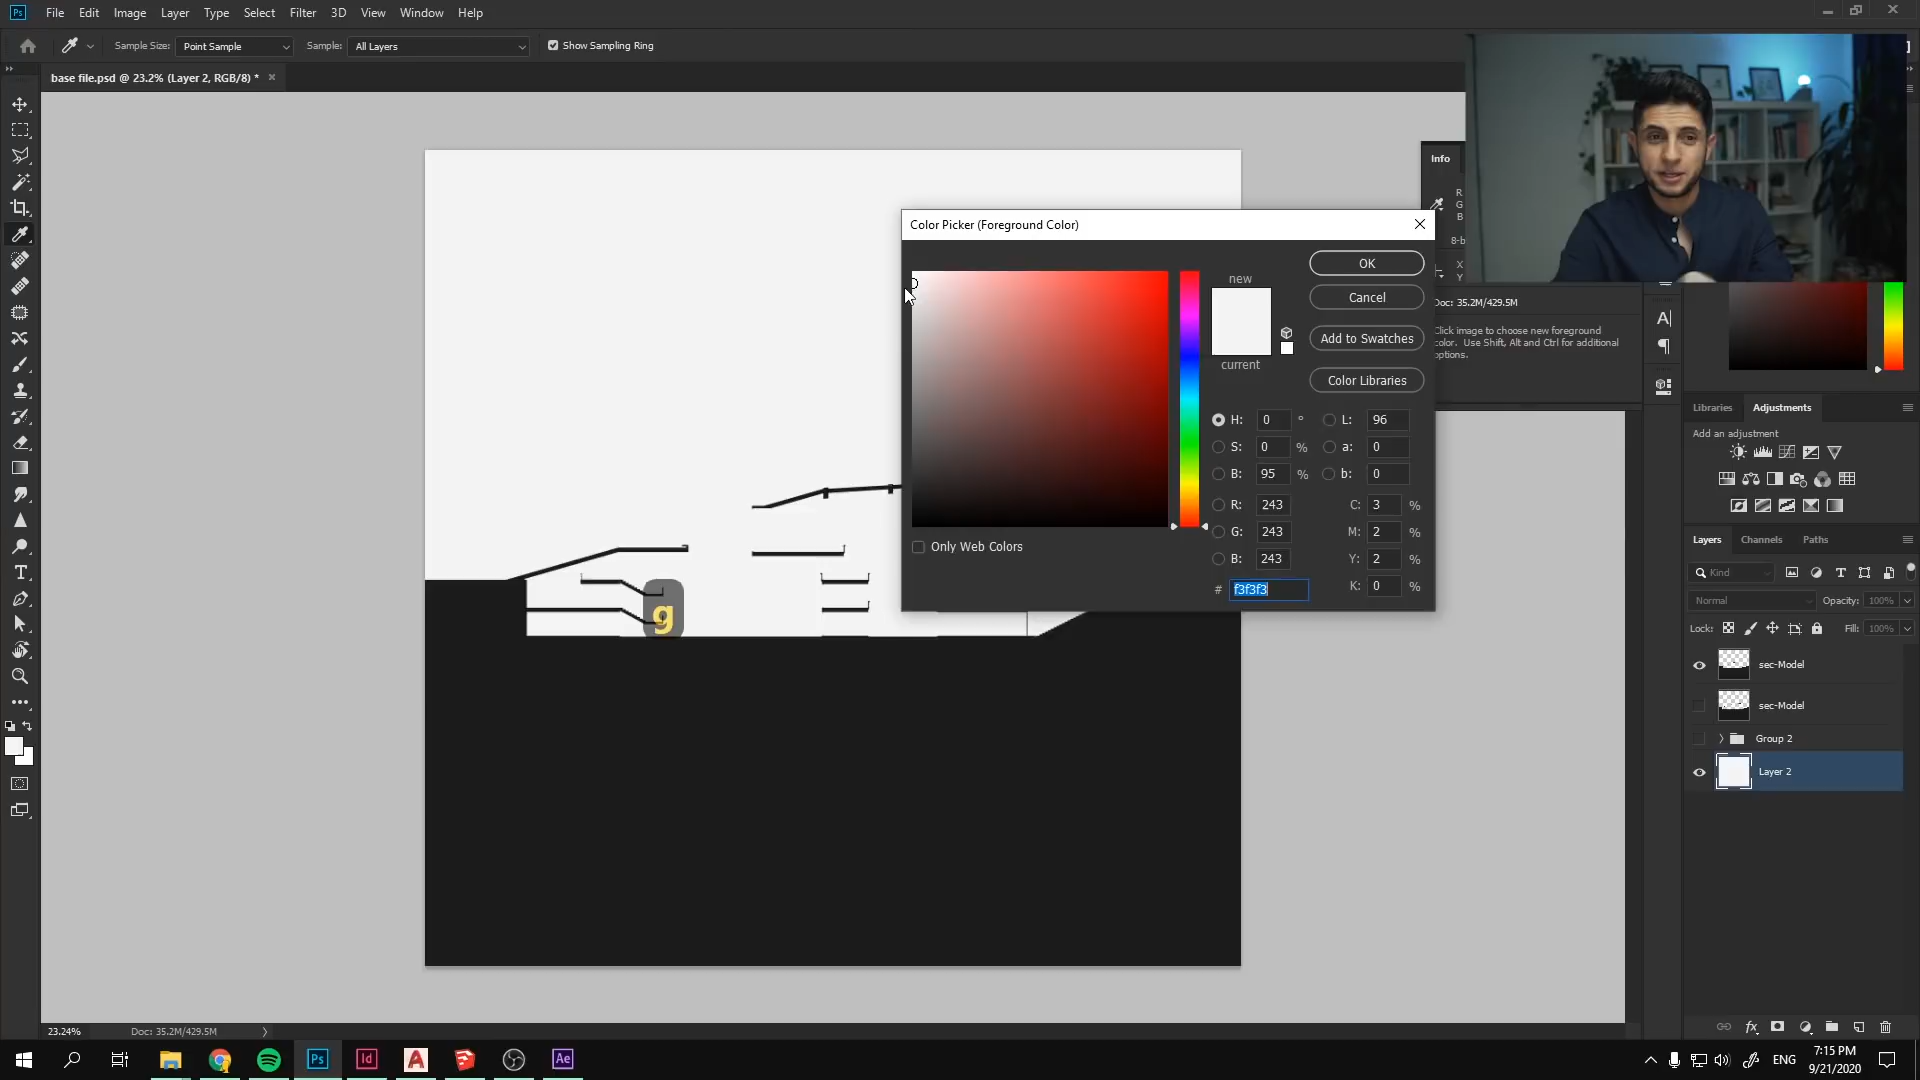 Ps File Edit Image Layer Type Select Filter 3D View Window Help
Sample Size: Point Sample Sample: All Layers Show Sampling Ring
base file.psd @ 23.2% (Layer 2, RGB/8) *
Info
R
G
B
8-b
X
Y
Doc: 35.2M/429.5M
Click image to choose new foreground
color. Use Shift, Alt and Ctrl for additional
options.
Color Picker (Foreground Color)
new
current
OK
Cancel
Add to Swatches
Color Libraries
H: 0 ° L: 96
S: 0 % a: 0
B: 95 % b: 0
R: 243 C: 3 %
G: 243 M: 2 %
B: 243 Y: 2 %
# f3f3f3 K: 0 %
Only Web Colors
g
Libraries Adjustments
Add an adjustment
Layers Channels Paths
Kind
Normal Opacity: 100%
Lock: Fill: 100%
sec-Model
sec-Model
Group 2
Layer 2
fx
23.24% Doc: 35.2M/429.5M
Ps Id A Ae
ENG
7:15 PM
9/21/2020